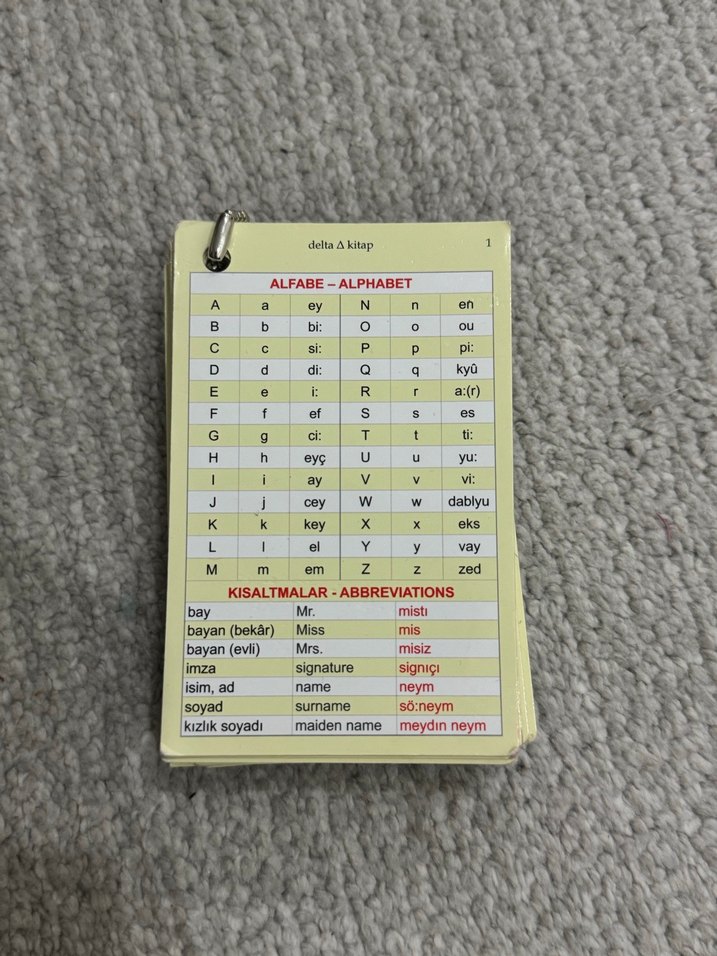 delta Δ kitap 1
ALFABE – ALPHABET
A a ey N n en
B b bi: O o ou
C c si: P p pi:
D d di: Q q kyû
E e i: R r a:(r)
F f ef S s es
G g ci: T t ti:
H h eyç U u yu:
I i ay V v vi:
J j cey W w dablyu
K k key X x eks
L l el Y y vay
M m em Z z zed
KISALTMALAR - ABBREVIATIONS
bay Mr. mistı
bayan (bekâr) Miss mis
bayan (evli) Mrs. misiz
imza signature signıçı
isim, ad name neym
soyad surname sö:neym
kızlık soyadı maiden name meydın neym